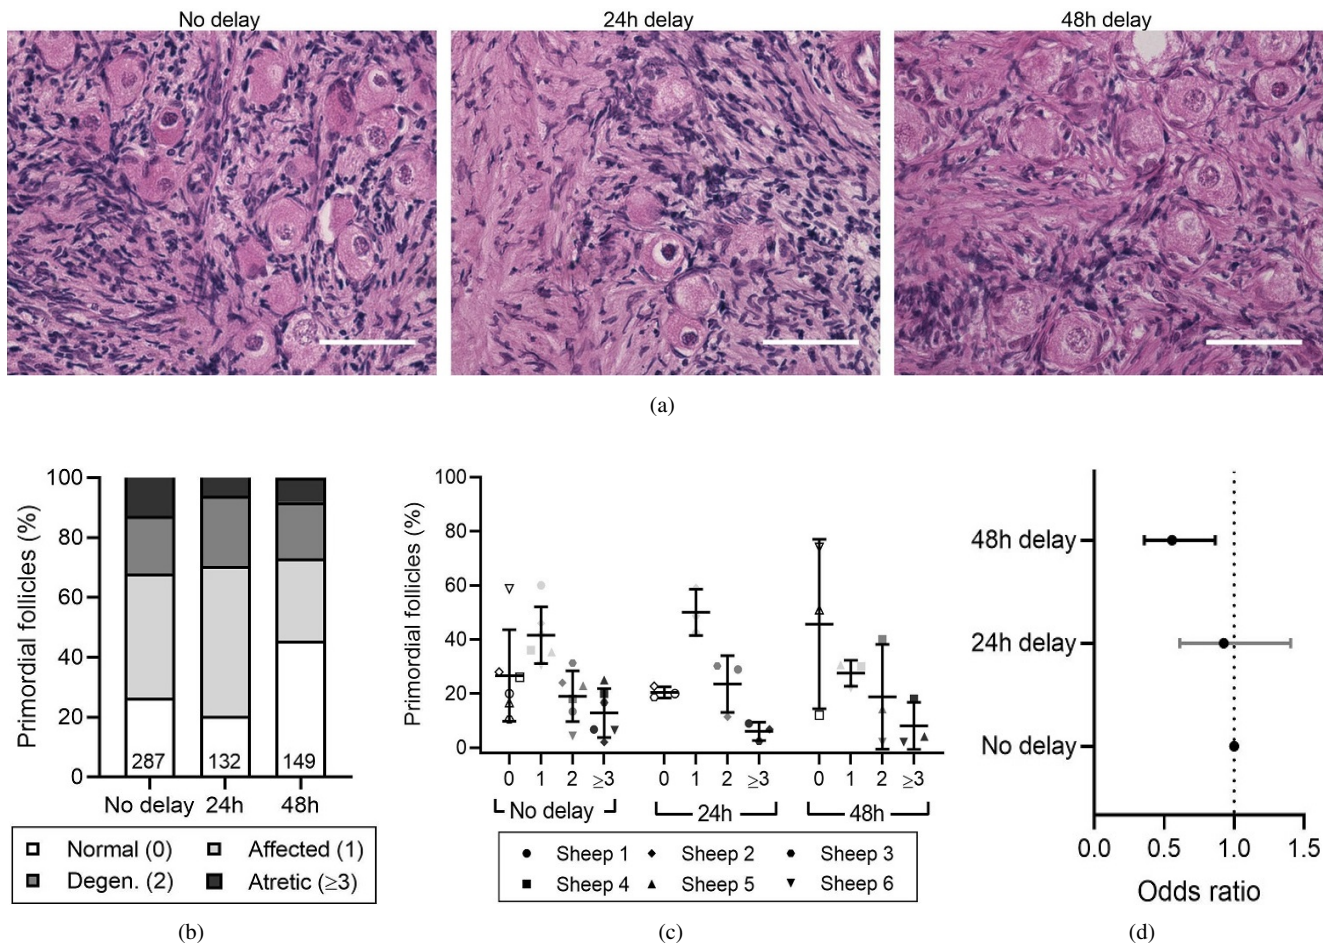 No delay 24h delay 48h delay
(a)
100
80
60
40
20
0
Primordial follicles (%)
287 132 149
No delay 24h 48h
Normal (0) Affected (1)
Degen. (2) Atretic (≥3)
(b)
100
80
60
40
20
0
Primordial follicles (%)
0 1 2 ≥3 0 1 2 ≥3 0 1 2 ≥3
No delay 24h 48h
Sheep 1 Sheep 2 Sheep 3
Sheep 4 Sheep 5 Sheep 6
(c)
48h delay
24h delay
No delay
0.0 0.5 1.0 1.5
Odds ratio
(d)